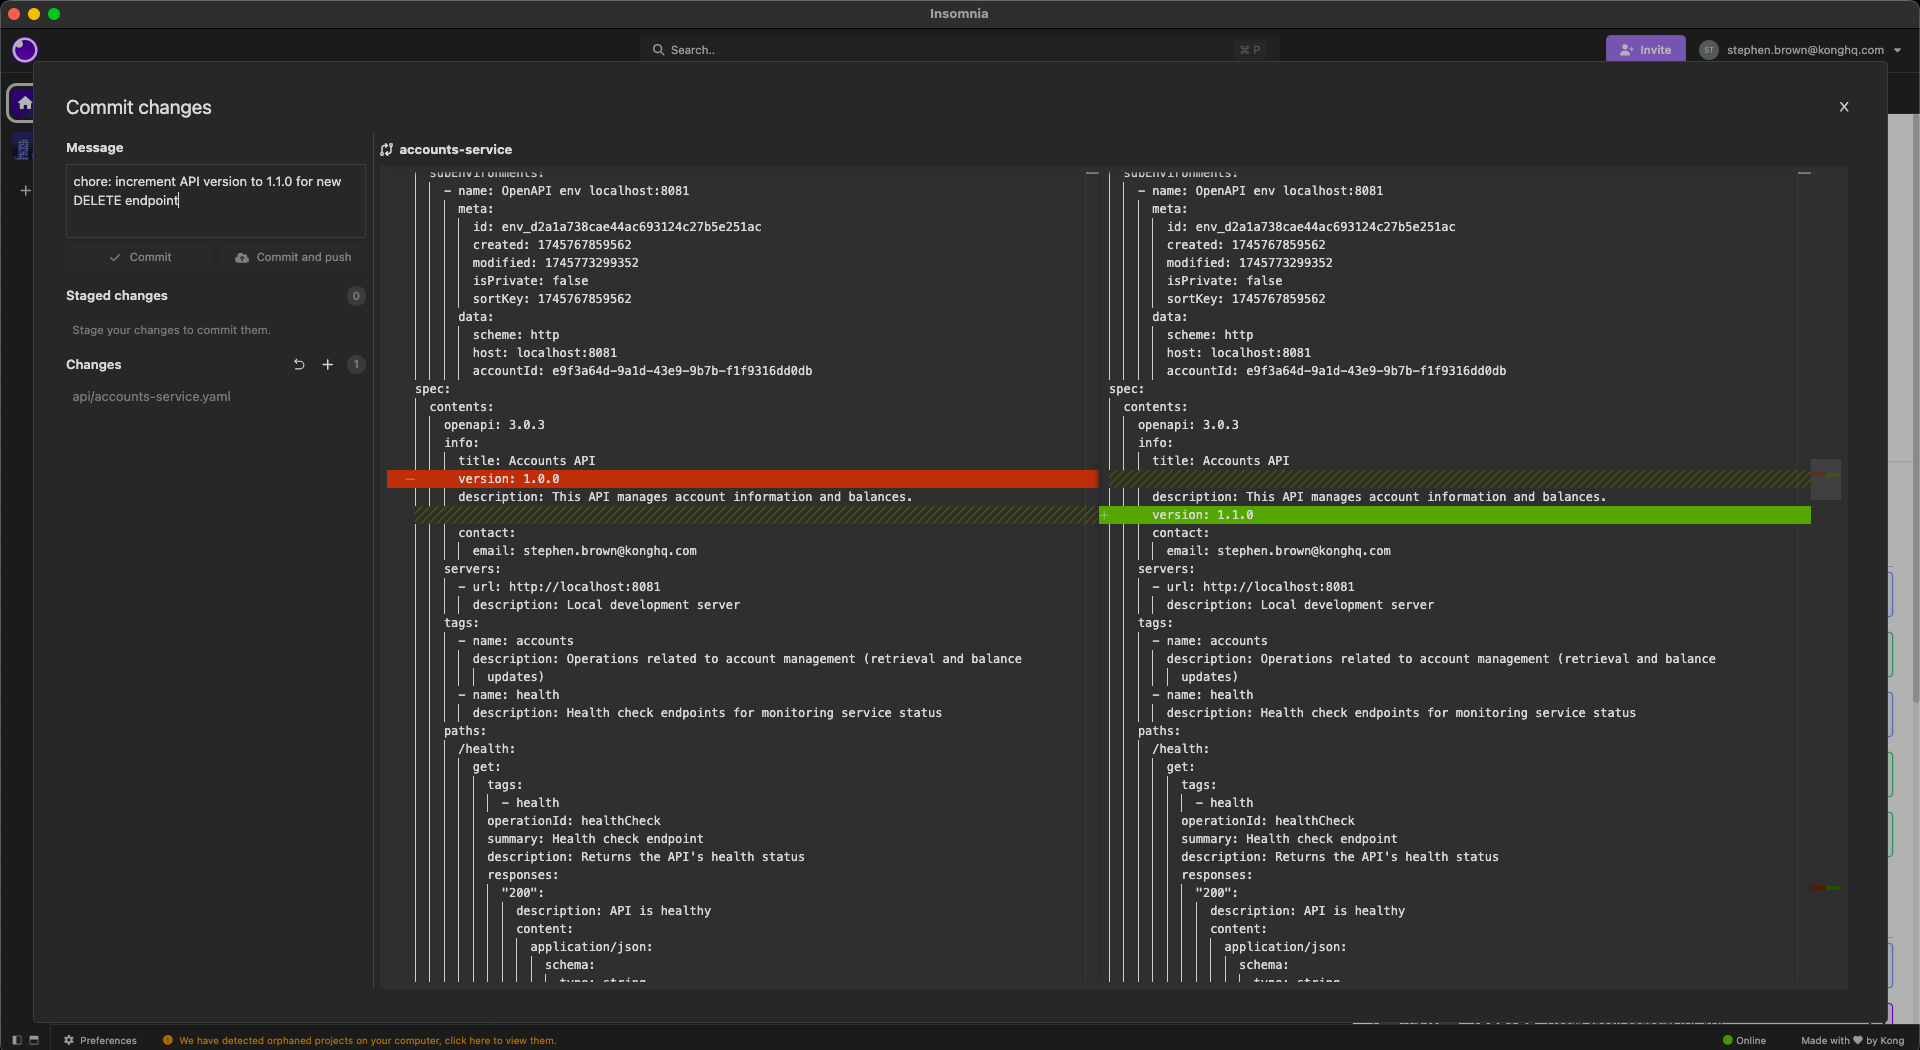 Insomnia
Search..
⌘ P
Invite
ST
stephen.brown@konghq.com
Commit changes
Message
chore: increment API version to 1.1.0 for new
DELETE endpoint
Commit
Commit and push
Staged changes
0
Stage your changes to commit them.
Changes
1
api/accounts-service.yaml
accounts-service
subEnvironments:
- name: OpenAPI env localhost:8081
meta:
id: env_d2a1a738cae44ac693124c27b5e251ac
created: 1745767859562
modified: 1745773299352
isPrivate: false
sortKey: 1745767859562
data:
scheme: http
host: localhost:8081
accountId: e9f3a64d-9a1d-43e9-9b7b-f1f9316dd0db
spec:
contents:
openapi: 3.0.3
info:
title: Accounts API
version: 1.0.0
description: This API manages account information and balances.
contact:
email: stephen.brown@konghq.com
servers:
- url: http://localhost:8081
description: Local development server
tags:
- name: accounts
description: Operations related to account management (retrieval and balance
updates)
- name: health
description: Health check endpoints for monitoring service status
paths:
/health:
get:
tags:
- health
operationId: healthCheck
summary: Health check endpoint
description: Returns the API's health status
responses:
"200":
description: API is healthy
content:
application/json:
schema:
type: string
subEnvironments:
- name: OpenAPI env localhost:8081
meta:
id: env_d2a1a738cae44ac693124c27b5e251ac
created: 1745767859562
modified: 1745773299352
isPrivate: false
sortKey: 1745767859562
data:
scheme: http
host: localhost:8081
accountId: e9f3a64d-9a1d-43e9-9b7b-f1f9316dd0db
spec:
contents:
openapi: 3.0.3
info:
title: Accounts API
description: This API manages account information and balances.
version: 1.1.0
contact:
email: stephen.brown@konghq.com
servers:
- url: http://localhost:8081
description: Local development server
tags:
- name: accounts
description: Operations related to account management (retrieval and balance
updates)
- name: health
description: Health check endpoints for monitoring service status
paths:
/health:
get:
tags:
- health
operationId: healthCheck
summary: Health check endpoint
description: Returns the API's health status
responses:
"200":
description: API is healthy
content:
application/json:
schema:
type: string
Preferences
We have detected orphaned projects on your computer, click here to view them.
Online
Made with ♥ by Kong